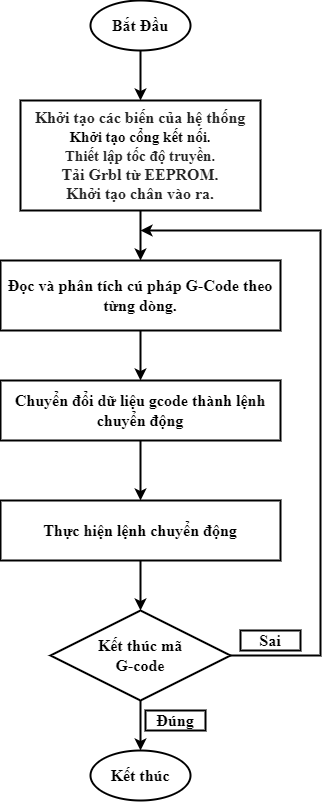 Bắt Đầu
Khởi tạo các biến của hệ thống
Khởi tạo cổng kết nối.
Thiết lập tốc độ truyền.
Tải Grbl từ EEPROM.
Khởi tạo chân vào ra.
Đọc và phân tích cú pháp G-Code theo
từng dòng.
Chuyển đổi dữ liệu gcode thành lệnh
chuyển động
Thực hiện lệnh chuyển động
Kết thúc mã
G-code
Sai
Đúng
Kết thúc